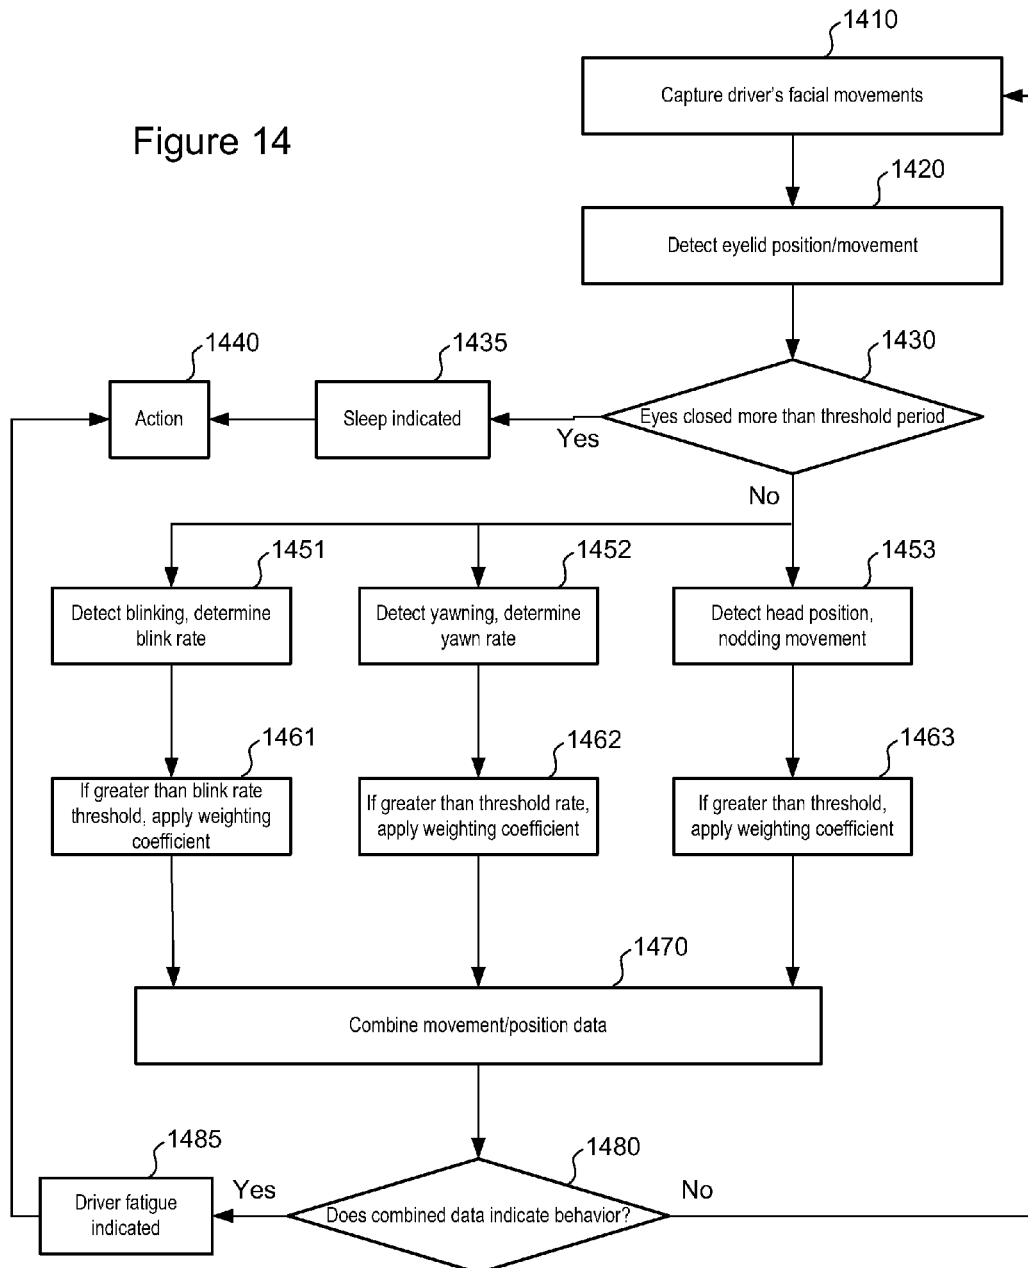 1410
Capture driver's facial movements
Figure 14
1420
Detect eyelid position/movement
1440
1435
1430
Action
Sleep indicated
Eyes closed more than threshold period
Yes
No
1451
1452
1453
Detect blinking, determine
blink rate
Detect yawning, determine
yawn rate
Detect head position,
nodding movement
1461
1462
1463
If greater than blink rate
threshold, apply weighting
coefficient
If greater than threshold rate,
apply weighting coefficient
If greater than threshold,
apply weighting coefficient
1470
Combine movement/position data
1485
1480
Driver fatigue
indicated
Yes
Does combined data indicate behavior?
No